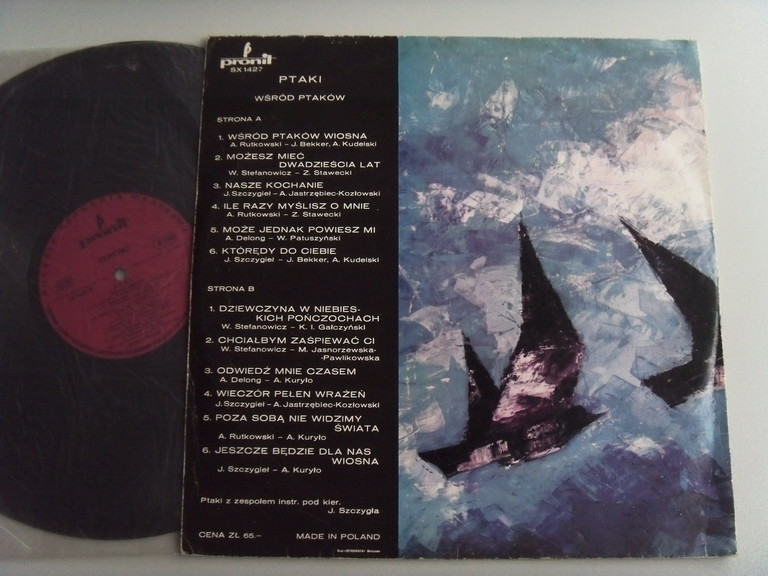 pronit
SX 1427
PTAKI
WŚRÓD PTAKÓW
STRONA A
1. WŚRÓD PTAKÓW WIOSNA
A. Rutkowski – J. Bekker, A. Kudelski
2. MOŻESZ MIEĆ
DWADZIEŚCIA LAT
W. Stefanowicz – Z. Stawecki
3. NASZE KOCHANIE
J. Szczygieł – A. Jastrzębiec-Kozłowski
4. ILE RAZY MYŚLISZ O MNIE
A. Rutkowski – Z. Stawecki
5. MOŻE JEDNAK POWIESZ MI
A. Delong – W. Patuszyński
6. KTÓRĘDY DO CIEBIE
J. Szczygieł – J. Bekker, A. Kudelski
STRONA B
1. DZIEWCZYNA W NIEBIES-
KICH POŃCZOCHACH
W. Stefanowicz – K. I. Gałczyński
2. CHCIAŁBYM ZAŚPIEWAĆ CI
W. Stefanowicz – M. Jasnorzewska-
-Pawlikowska
3. ODWIEDŹ MNIE CZASEM
A. Delong – A. Kuryło
4. WIECZÓR PEŁEN WRAŻEŃ
J. Szczygieł – A. Jastrzębiec-Kozłowski
5. POZA SOBĄ NIE WIDZIMY
ŚWIATA
A. Rutkowski – A. Kuryło
6. JESZCZE BĘDZIE DLA NAS
WIOSNA
J. Szczygieł – A. Kuryło
Ptaki z zespołem instr. pod kier.
J. Szczygła
CENA ZŁ 65.– MADE IN POLAND
pronit